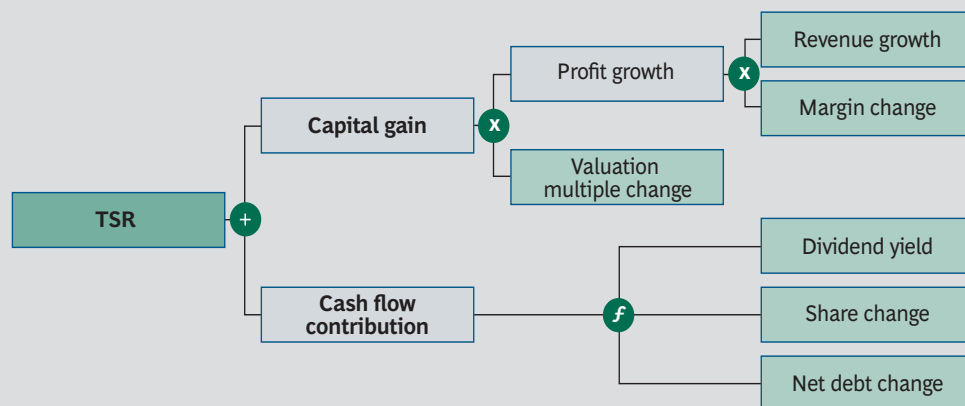 Revenue growth
Profit growth
x
Margin change
Capital gain
x
Valuation
multiple change
TSR
+
Dividend yield
Cash flow
contribution
f
Share change
Net debt change